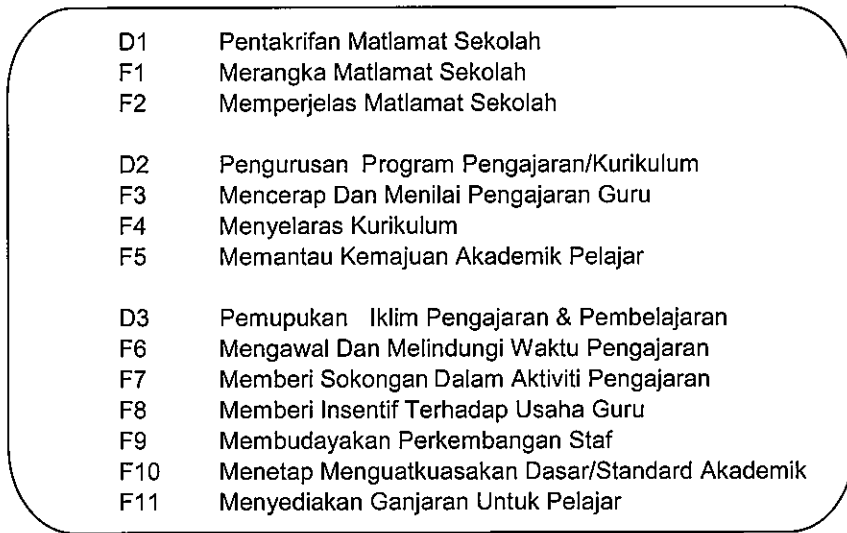 D1 Pentakrifan Matlamat Sekolah
F1 Merangka Matlamat Sekolah
F2 Memperjelas Matlamat Sekolah
D2 Pengurusan Program Pengajaran/Kurikulum
F3 Mencerap Dan Menilai Pengajaran Guru
F4 Menyelaras Kurikulum
F5 Memantau Kemajuan Akademik Pelajar
D3 Pemupukan Iklim Pengajaran & Pembelajaran
F6 Mengawal Dan Melindungi Waktu Pengajaran
F7 Memberi Sokongan Dalam Aktiviti Pengajaran
F8 Memberi Insentif Terhadap Usaha Guru
F9 Membudayakan Perkembangan Staf
F10 Menetap Menguatkuasakan Dasar/Standard Akademik
F11 Menyediakan Ganjaran Untuk Pelajar